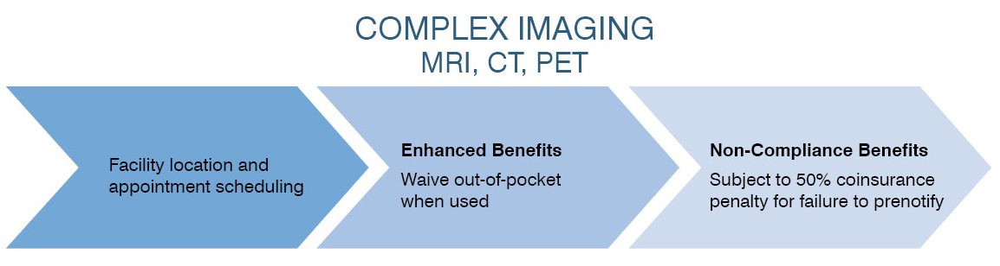 COMPLEX IMAGING
MRI, CT, PET
Facility location and
appointment scheduling
Enhanced Benefits
Waive out-of-pocket
when used
Non-Compliance Benefits
Subject to 50% coinsurance
penalty for failure to prenotify